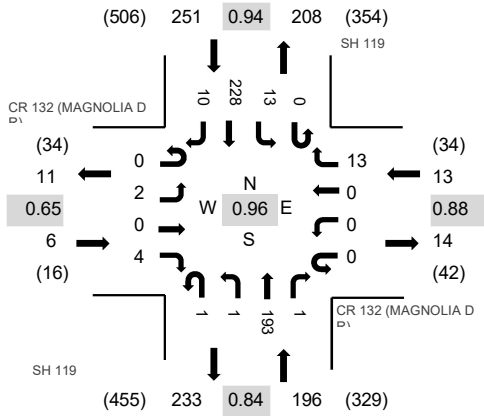 (506) 251 0.94 208 (354)
SH 119
10 228 13 0
CR 132 (MAGNOLIA D
(34)
11
0.65
6
(16)
0
2
0
4
N
W 0.96 E
S
13
0
0
0
(34)
13
0.88
14
(42)
1 1 193 1
CR 132 (MAGNOLIA D
SH 119
(455) 233 0.84 196 (329)